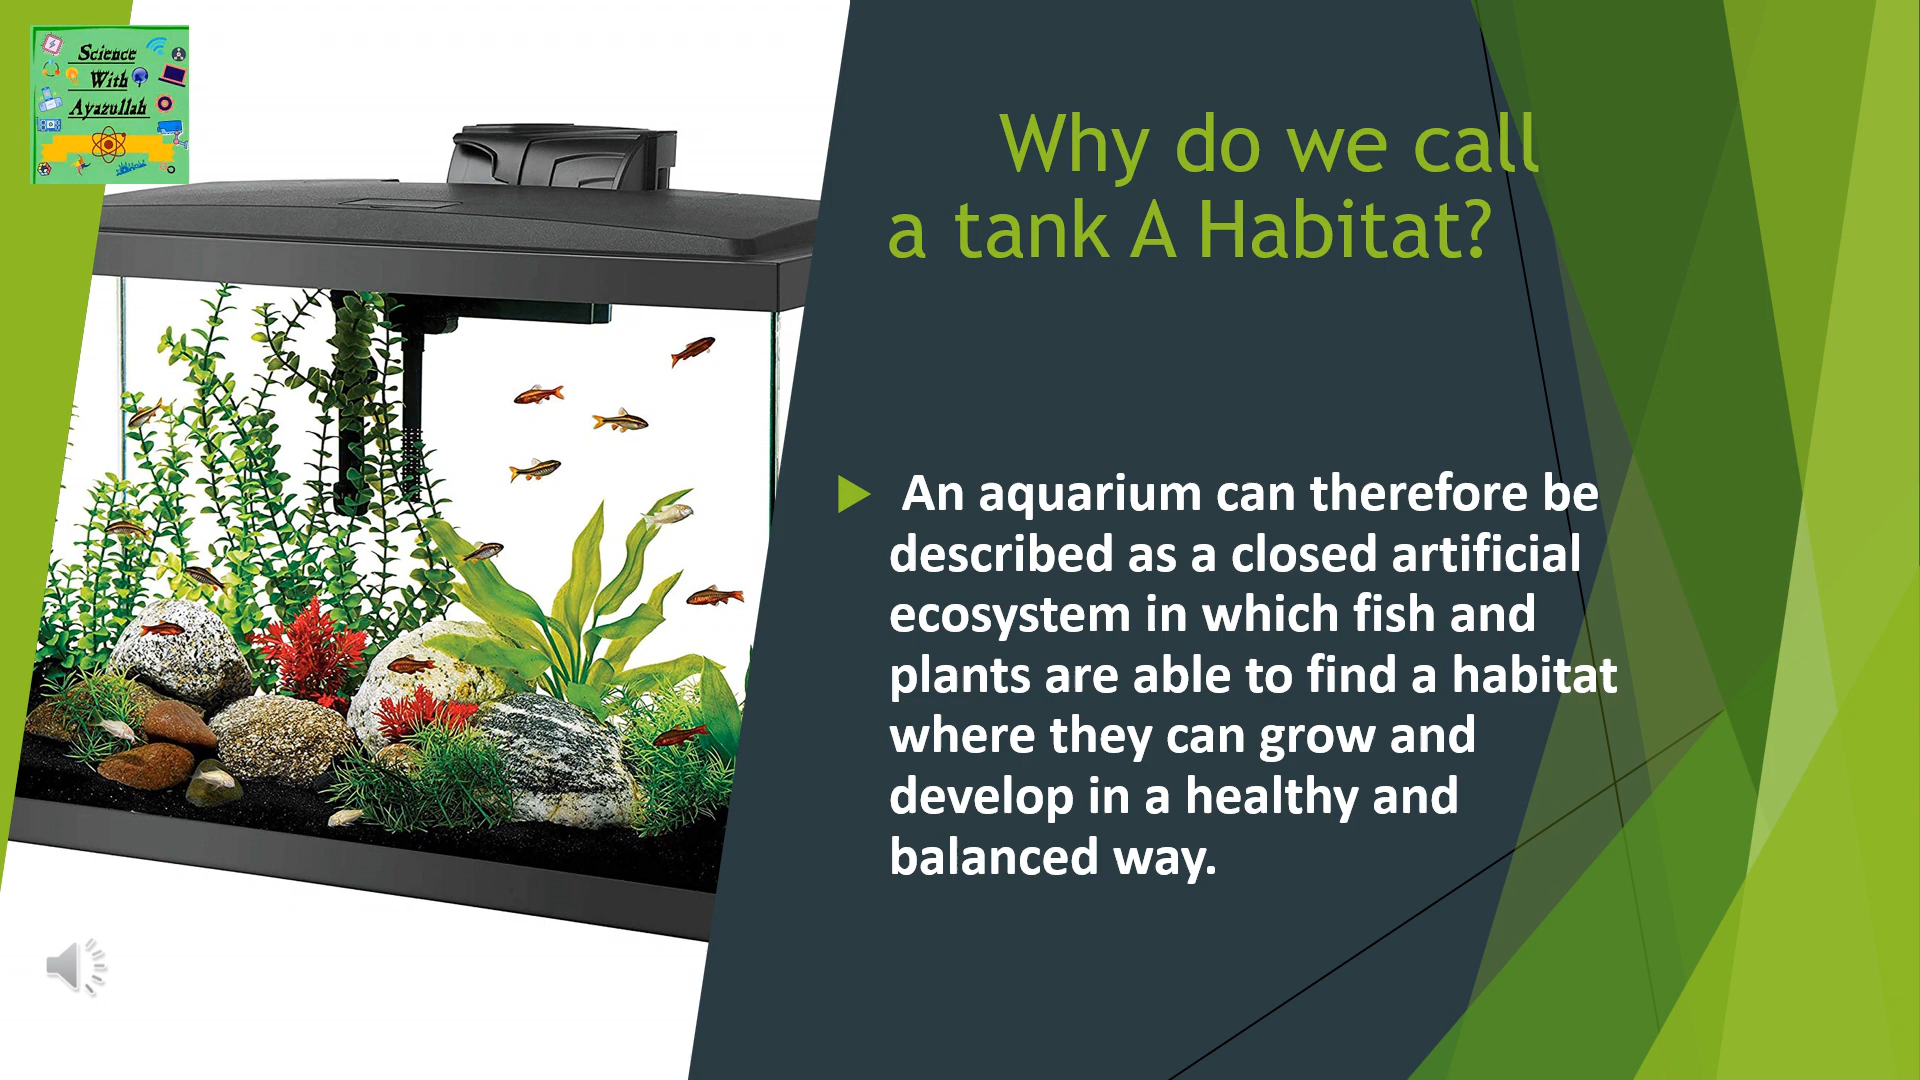 Science
With
Ayazullah
Why do we call
a tank A Habitat?
An aquarium can therefore be
described as a closed artificial
ecosystem in which fish and
plants are able to find a habitat
where they can grow and
develop in a healthy and
balanced way.